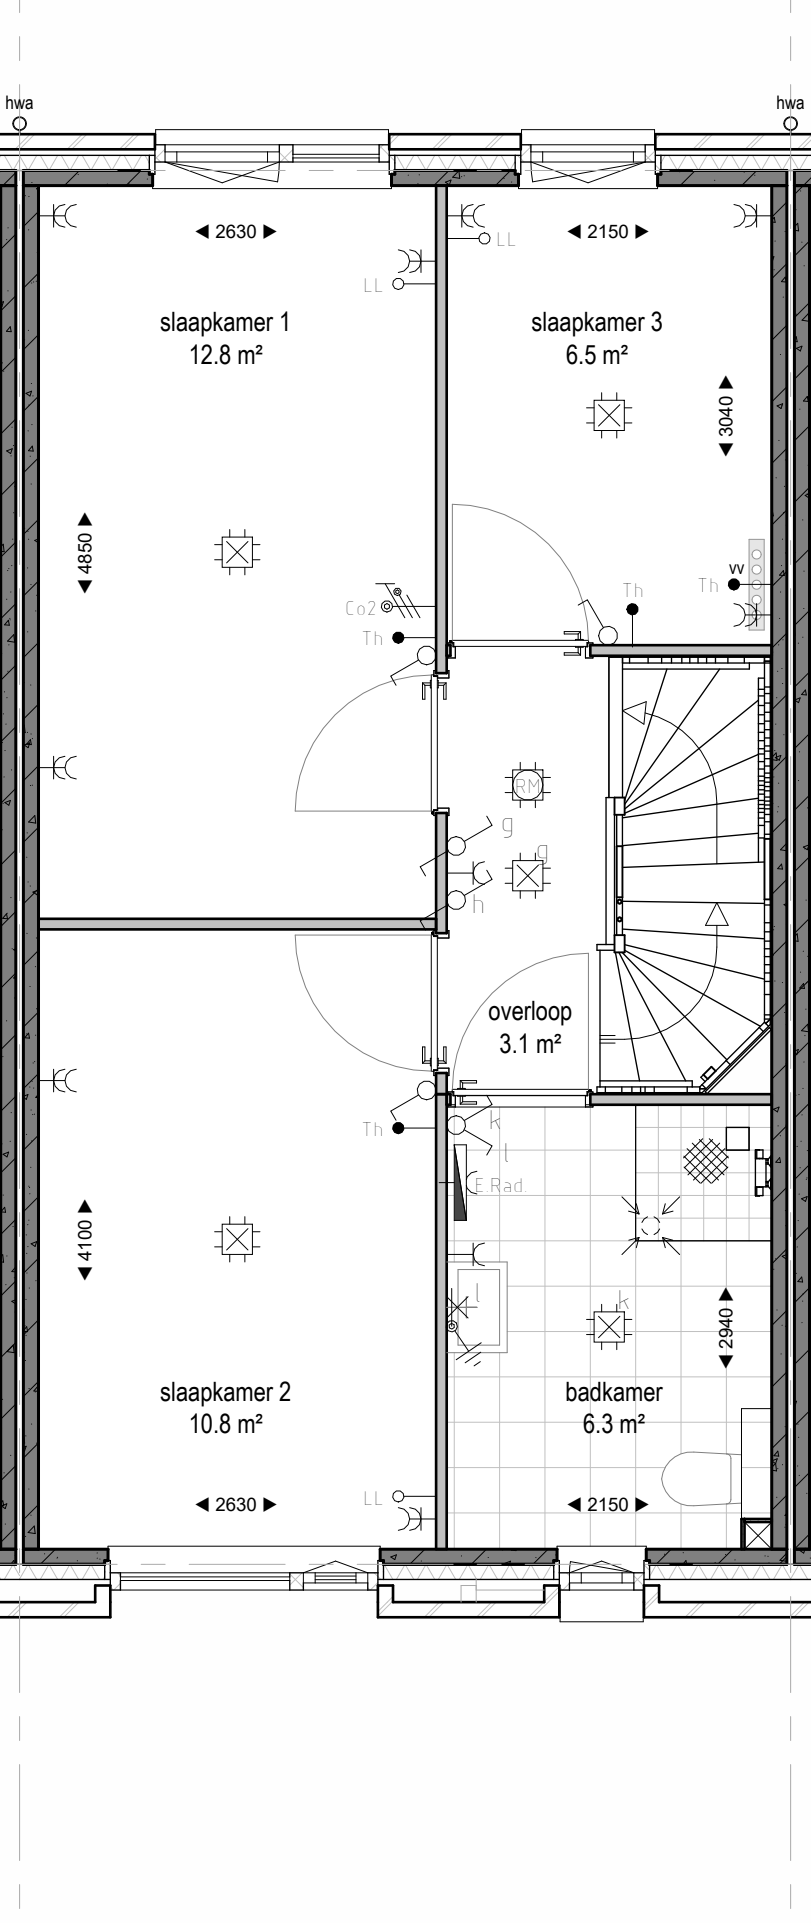 hwa hwa
◄ 2630 ► ◄ 2150 ►
LL
LL
slaapkamer 1 slaapkamer 3
12.8 m² 6.5 m²
3040
4850
vv
Th Th
Co2
Th
RM
g
g
h
overloop
3.1 m²
k
Th
l
E.Rad.
4100
l k
2940
slaapkamer 2 badkamer
10.8 m² 6.3 m²
LL
◄ 2630 ► ◄ 2150 ►